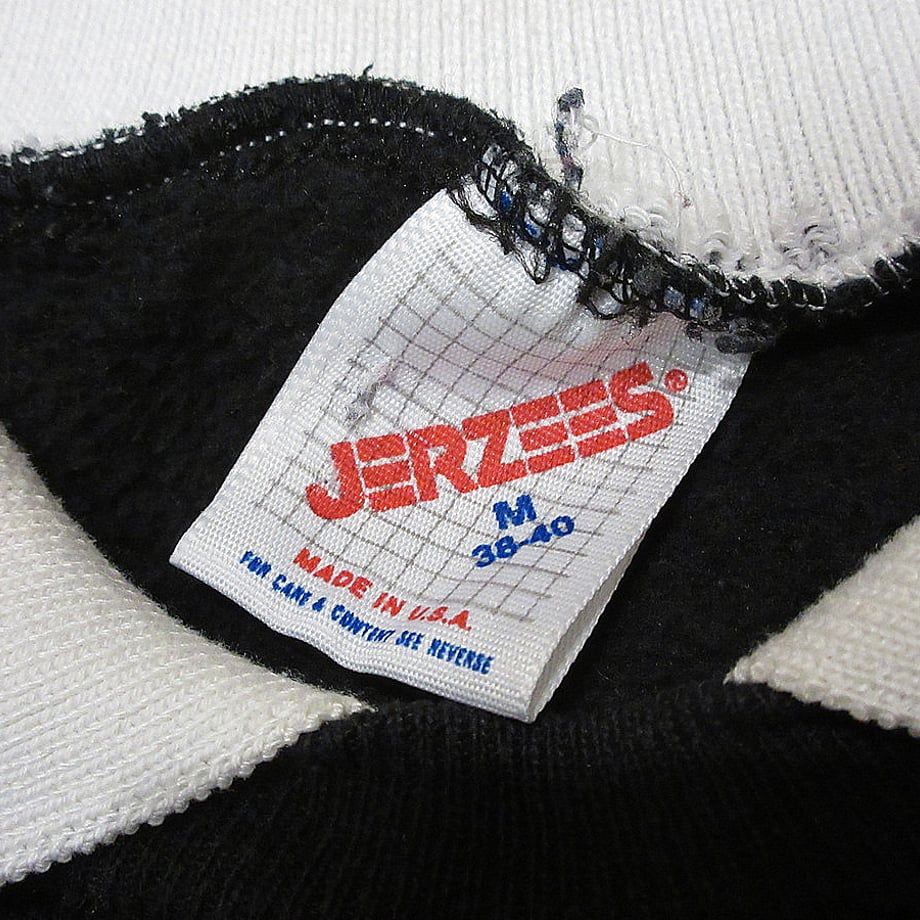 JERZEES®
M
38-40
MADE IN U.S.A.
FOR CARE & CONTENT SEE REVERSE